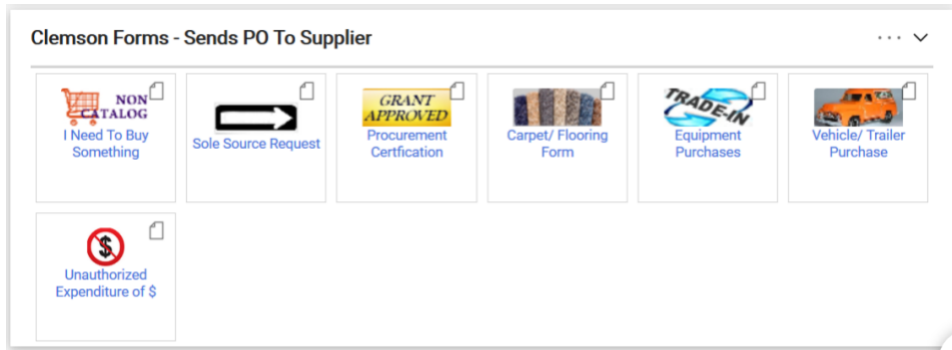 Clemson Forms - Sends PO To Supplier
NON
CATALOG
I Need To Buy
Something
Sole Source Request
GRANT
APPROVED
Procurement
Certfication
Carpet/ Flooring
Form
TRADE-IN
Equipment
Purchases
Vehicle/ Trailer
Purchase
$
Unauthorized
Expenditure of $